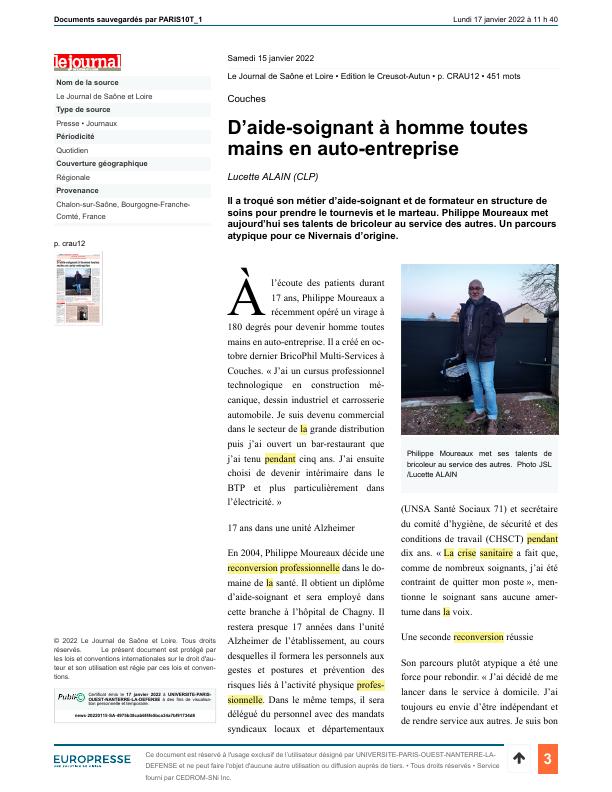 Documents sauvegardés par PARIS10T_1
Lundi 17 janvier 2022 à 11 h 40
le journal
Nom de la source
Le Journal de Saône et Loire
Type de source
Presse • Journaux
Périodicité
Quotidien
Couverture géographique
Régionale
Provenance
Chalon-sur-Saône, Bourgogne-Franche-
Comté, France
p. crau12
Samedi 15 janvier 2022
Le Journal de Saône et Loire • Edition le Creusot-Autun • p. CRAU12 • 451 mots
Couches
D’aide-soignant à homme toutes
mains en auto-entreprise
Lucette ALAIN (CLP)
Il a troqué son métier d’aide-soignant et de formateur en structure de
soins pour prendre le tournevis et le marteau. Philippe Moureaux met
aujourd’hui ses talents de bricoleur au service des autres. Un parcours
atypique pour ce Nivernais d’origine.
À l’écoute des patients durant
17 ans, Philippe Moureaux a
récemment opéré un virage à
180 degrés pour devenir homme toutes
mains en auto-entreprise. Il a créé en oc-
tobre dernier BricoPhil Multi-Services à
Couches. « J’ai un cursus professionnel
technologique en construction mé-
canique, dessin industriel et carrosserie
automobile. Je suis devenu commercial
dans le secteur de la grande distribution
puis j’ai ouvert un bar-restaurant que
j’ai tenu pendant cinq ans. J’ai ensuite
choisi de devenir intérimaire dans le
BTP et plus particulièrement dans
l’électricité. »
17 ans dans une unité Alzheimer
En 2004, Philippe Moureaux décide une
reconversion professionnelle dans le do-
maine de la santé. Il obtient un diplôme
d’aide-soignant et sera employé dans
cette branche à l’hôpital de Chagny. Il
restera presque 17 années dans l’unité
Alzheimer de l’établissement, au cours
desquelles il formera les personnels aux
gestes et postures et prévention des
risques liés à l’activité physique profes-
sionnelle. Dans le même temps, il sera
délégué du personnel avec des mandats
syndicaux locaux et départementaux
Philippe Moureaux met ses talents de
bricoleur au service des autres. Photo JSL
/Lucette ALAIN
(UNSA Santé Sociaux 71) et secrétaire
du comité d’hygiène, de sécurité et des
conditions de travail (CHSCT) pendant
dix ans. « La crise sanitaire a fait que,
comme de nombreux soignants, j’ai été
contraint de quitter mon poste », men-
tionne le soignant sans aucune amer-
tume dans la voix.
Une seconde reconversion réussie
Son parcours plutôt atypique a été une
force pour rebondir. « J’ai décidé de me
lancer dans le service à domicile. J’ai
toujours eu envie d’être indépendant et
de rendre service aux autres. Je suis bon
© 2022 Le Journal de Saône et Loire. Tous droits
réservés. Le présent document est protégé par
les lois et conventions internationales sur le droit d'au-
teur et son utilisation est régie par ces lois et conven-
tions.
Certificat émis le 17 janvier 2022 à UNIVERSITE-PARIS-
OUEST-NANTERRE-LA-DEFENSE à des fins de visualisa-
tion personnelle et temporaire.
EUROPRESSE
Ce document est réservé à l'usage exclusif de l'utilisateur désigné par UNIVERSITE-PARIS-OUEST-NANTERRE-LA-
DEFENSE et ne peut faire l'objet d'aucune autre utilisation ou diffusion auprès de tiers. • Tous droits réservés • Service
fourni par CEDROM-SNi Inc.
3